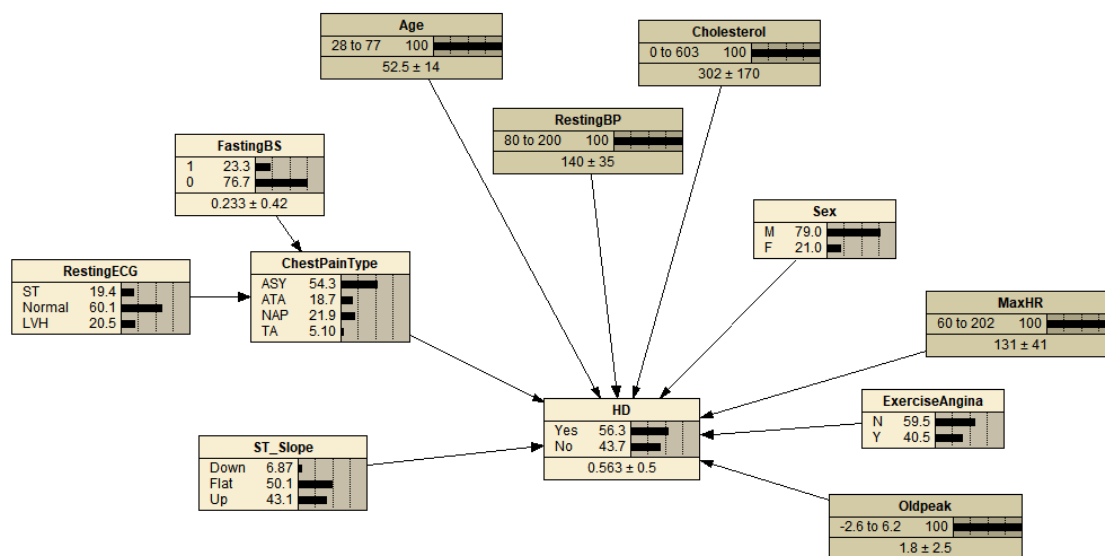 Age
28 to 77 100
52.5 ± 14
Cholesterol
0 to 603 100
302 ± 170
RestingBP
80 to 200 100
140 ± 35
FastingBS
1 23.3
0 76.7
0.233 ± 0.42
Sex
M 79.0
F 21.0
RestingECG
ST 19.4
Normal 60.1
LVH 20.5
ChestPainType
ASY 54.3
ATA 18.7
NAP 21.9
TA 5.10
MaxHR
60 to 202 100
131 ± 41
HD
Yes 56.3
No 43.7
0.563 ± 0.5
ExerciseAngina
N 59.5
Y 40.5
ST_Slope
Down 6.87
Flat 50.1
Up 43.1
Oldpeak
-2.6 to 6.2 100
1.8 ± 2.5